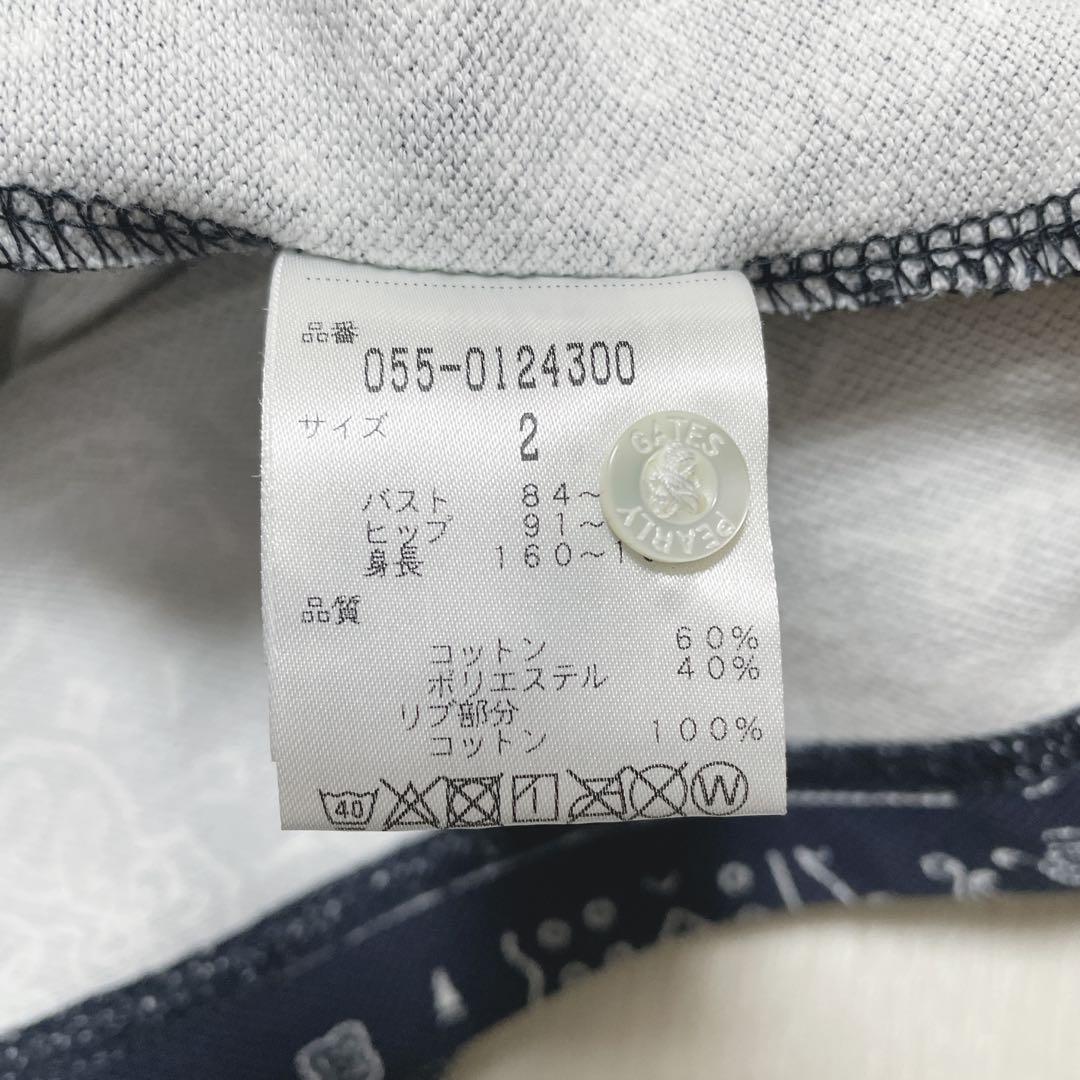 品番
055-0124300
サイズ 2
バスト 84～
ヒップ 91～
身長 160～1
品質
コットン 60%
ポリエステル 40%
リブ部分
コットン 100%
40 W
GATES
PEARLY